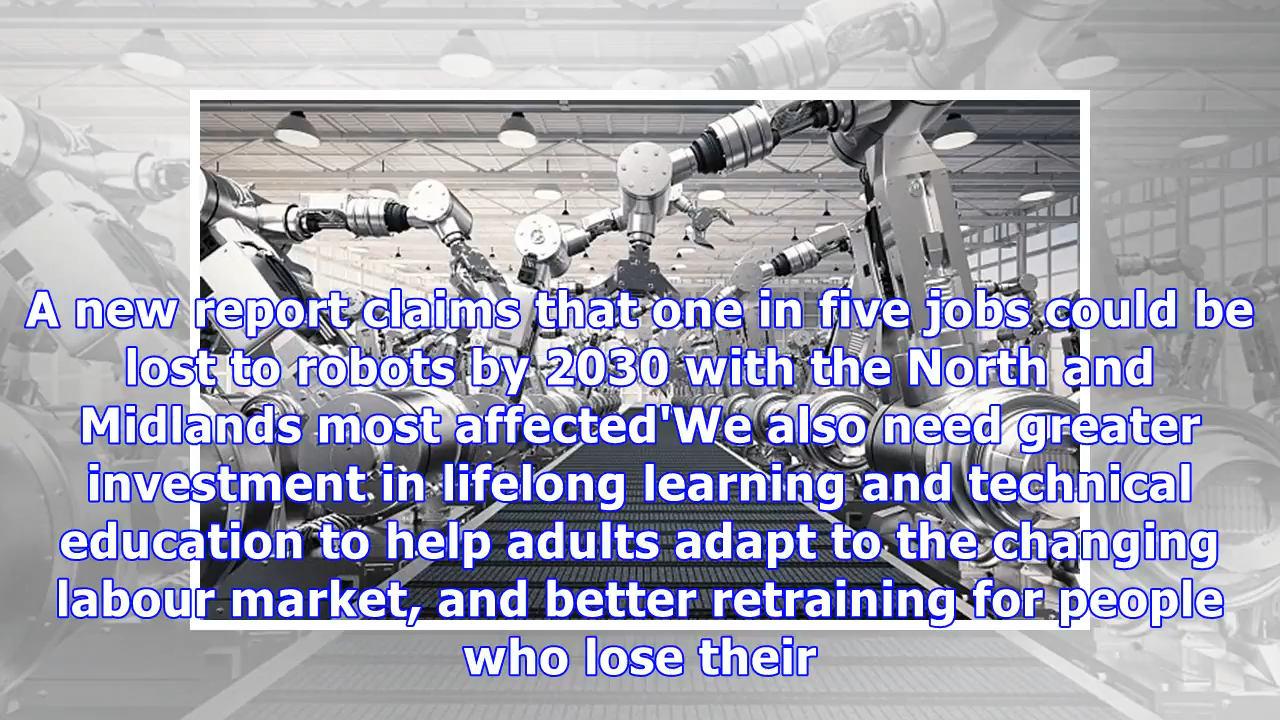 A new report claims that one in five jobs could be
lost to robots by 2030 with the North and
Midlands most affected'We also need greater
investment in lifelong learning and technical
education to help adults adapt to the changing
labour market, and better retraining for people
who lose their